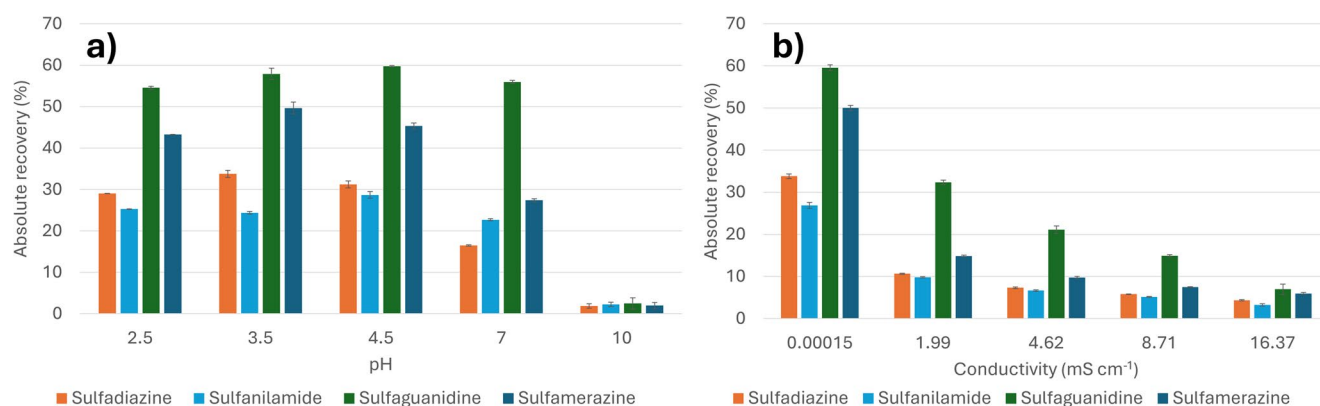 a)
Absolute recovery (%)
70
60
50
40
30
20
10
0
2.5 3.5 4.5 7 10
pH
Sulfadiazine Sulfanilamide Sulfaguanidine Sulfamerazine
b)
Absolute recovery (%)
70
60
50
40
30
20
10
0
0.00015 1.99 4.62 8.71 16.37
Conductivity (mS cm⁻¹)
Sulfadiazine Sulfanilamide Sulfaguanidine Sulfamerazine